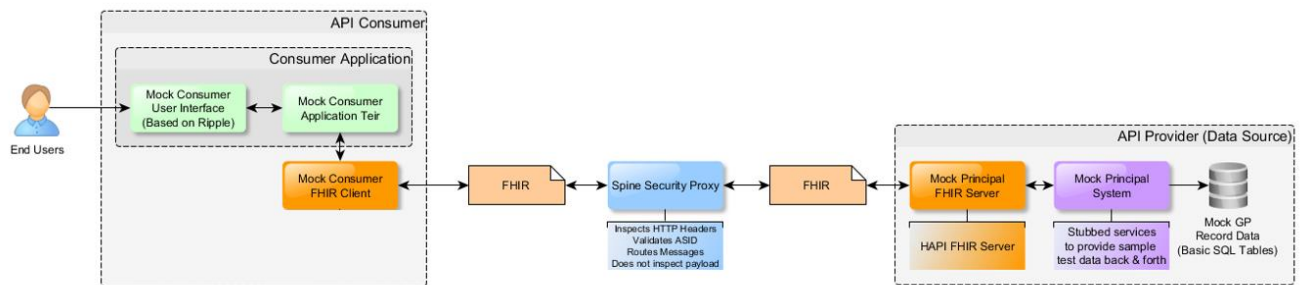 API Consumer
Consumer Application
Mock Consumer
User Interface
(Based on Ripple)
Mock Consumer
Application Teir
End Users
Mock Consumer
FHIR Client
FHIR
Spine Security Proxy
Inspects HTTP Headers
Validates ASID
Routes Messages
Does not inspect payload
FHIR
API Provider (Data Source)
Mock Principal
FHIR Server
HAPI FHIR Server
Mock Principal
System
Stubbed services
to provide sample
test data back & forth
Mock GP
Record Data
(Basic SQL Tables)